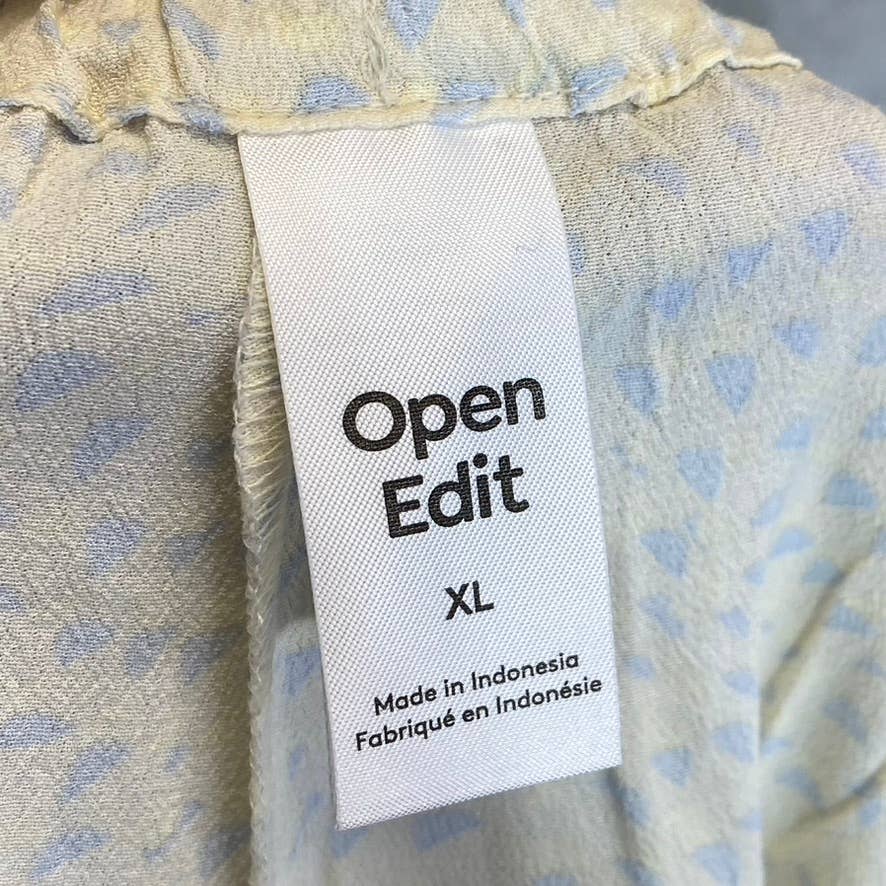 Open
Edit
XL
Made in Indonesia
Fabriqué en Indonésie